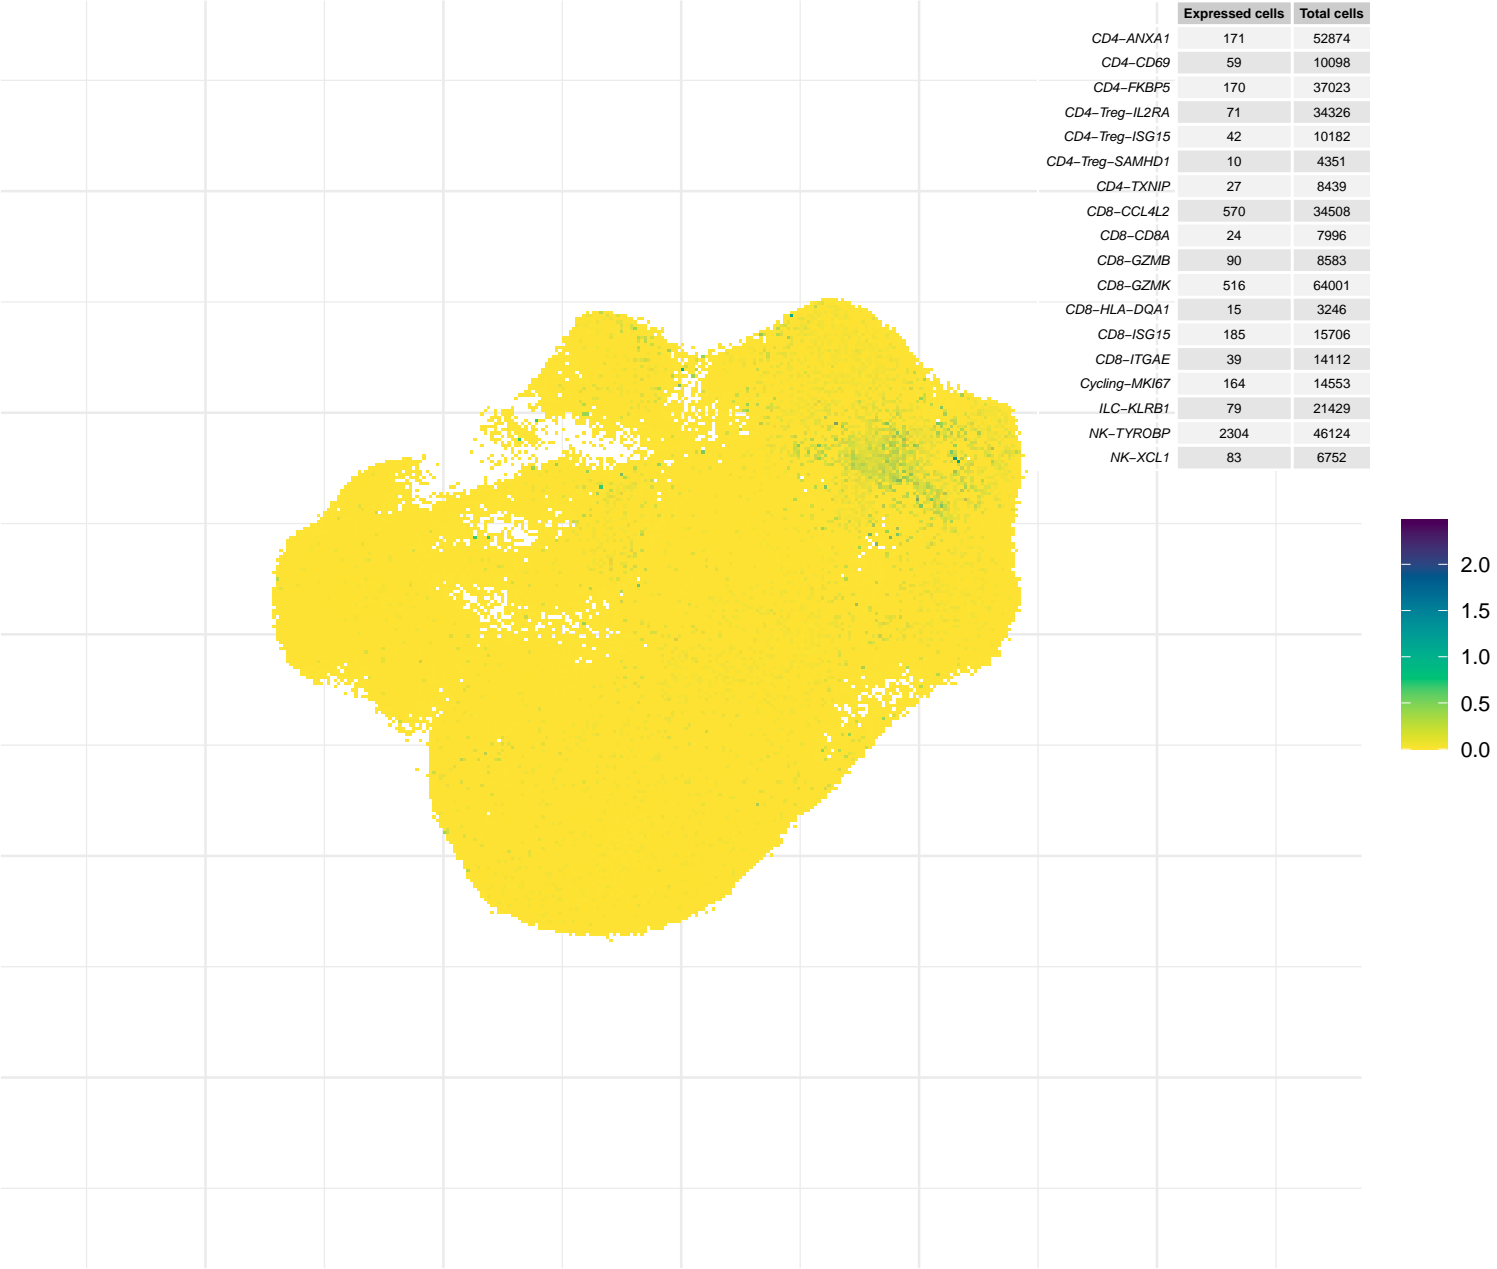 Expressed cells Total cells
CD4−ANXA1 171 52874
CD4−CD69 59 10098
CD4−FKBP5 170 37023
CD4−Treg−IL2RA 71 34326
CD4−Treg−ISG15 42 10182
CD4−Treg−SAMHD1 10 4351
CD4−TXNIP 27 8439
CD8−CCL4L2 570 34508
CD8−CD8A 24 7996
CD8−GZMB 90 8583
CD8−GZMK 516 64001
CD8−HLA−DQA1 15 3246
CD8−ISG15 185 15706
CD8−ITGAE 39 14112
Cycling−MKI67 164 14553
ILC−KLRB1 79 21429
NK−TYROBP 2304 46124
NK−XCL1 83 6752
2.0
1.5
1.0
0.5
0.0